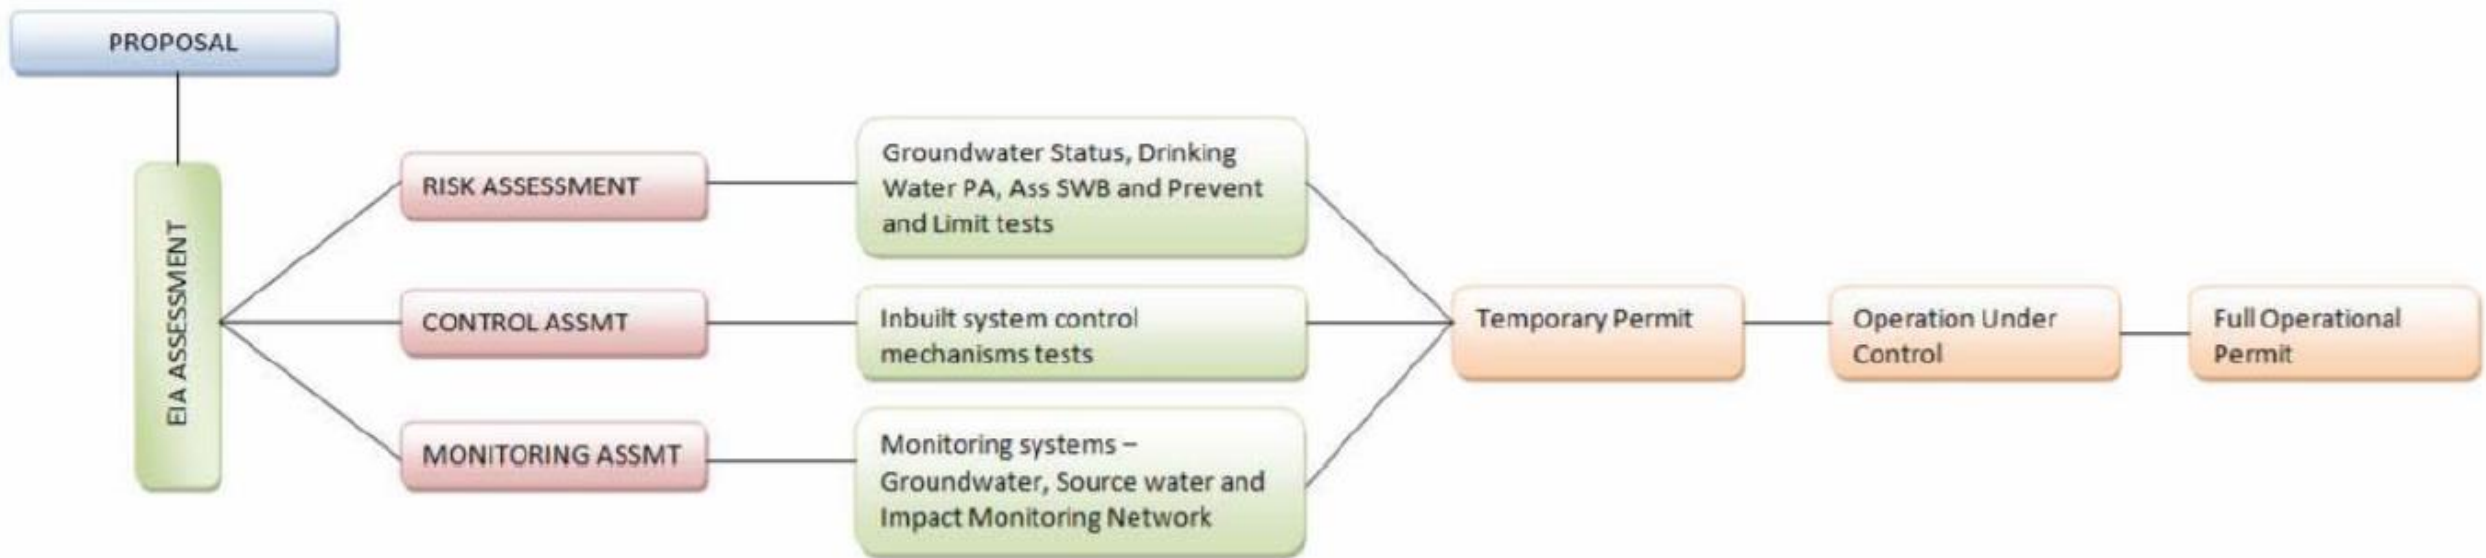 PROPOSAL
EIA ASSESSMENT
RISK ASSESSMENT
Groundwater Status, Drinking
Water PA, Ass SWB and Prevent
and Limit tests
CONTROL ASSMT
Inbuilt system control
mechanisms tests
MONITORING ASSMT
Monitoring systems –
Groundwater, Source water and
Impact Monitoring Network
Temporary Permit
Operation Under
Control
Full Operational
Permit